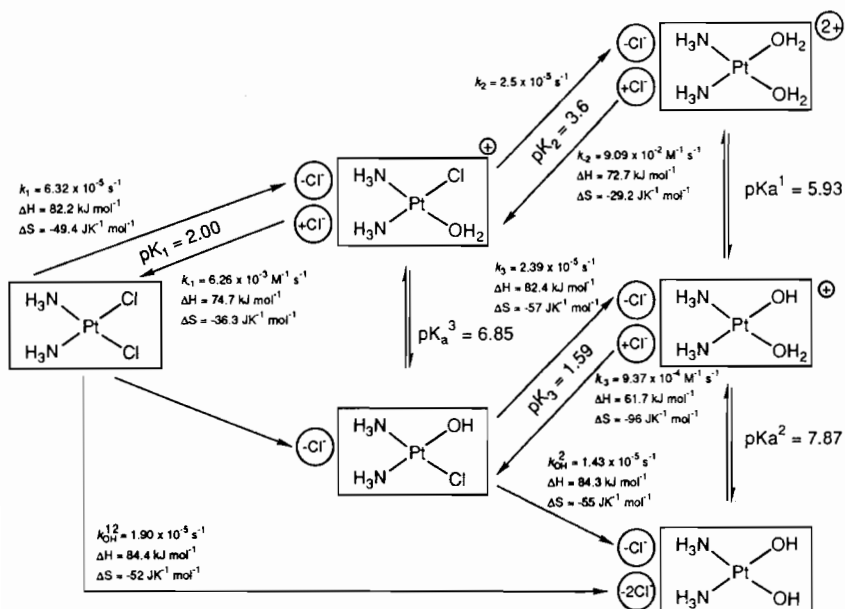 -Cl⁻
H₃N OH₂
Pt
H₃N OH₂
2+
+Cl⁻
k₂ = 2.5 x 10⁻⁵ s⁻¹
pK₂ = 3.6
k₋₂ = 9.09 x 10⁻² M⁻¹ s⁻¹
ΔH = 72.7 kJ mol⁻¹
ΔS = -29.2 JK⁻¹ mol⁻¹
pKa¹ = 5.93
k₁ = 6.32 x 10⁻⁵ s⁻¹
ΔH = 82.2 kJ mol⁻¹
ΔS = -49.4 JK⁻¹ mol⁻¹
-Cl⁻
+Cl⁻
pK₁ = 2.00
H₃N Cl
Pt
H₃N OH₂
+
k₋₁ = 6.26 x 10⁻³ M⁻¹ s⁻¹
ΔH = 74.7 kJ mol⁻¹
ΔS = -36.3 JK⁻¹ mol⁻¹
H₃N Cl
Pt
H₃N Cl
pKₐ³ = 6.85
k₃ = 2.39 x 10⁻⁵ s⁻¹
ΔH = 82.4 kJ mol⁻¹
ΔS = -57 JK⁻¹ mol⁻¹
-Cl⁻
+Cl⁻
pK₃ = 1.59
H₃N OH
Pt
H₃N OH₂
+
k₃ = 9.37 x 10⁻⁴ M⁻¹ s⁻¹
ΔH = 61.7 kJ mol⁻¹
ΔS = -96 JK⁻¹ mol⁻¹
pKa² = 7.87
-Cl⁻
H₃N OH
Pt
H₃N Cl
k²OH = 1.43 x 10⁻⁵ s⁻¹
ΔH = 84.3 kJ mol⁻¹
ΔS = -55 JK⁻¹ mol⁻¹
k¹²OH = 1.90 x 10⁻⁵ s⁻¹
ΔH = 84.4 kJ mol⁻¹
ΔS = -52 JK⁻¹ mol⁻¹
-Cl⁻
-2Cl⁻
H₃N OH
Pt
H₃N OH